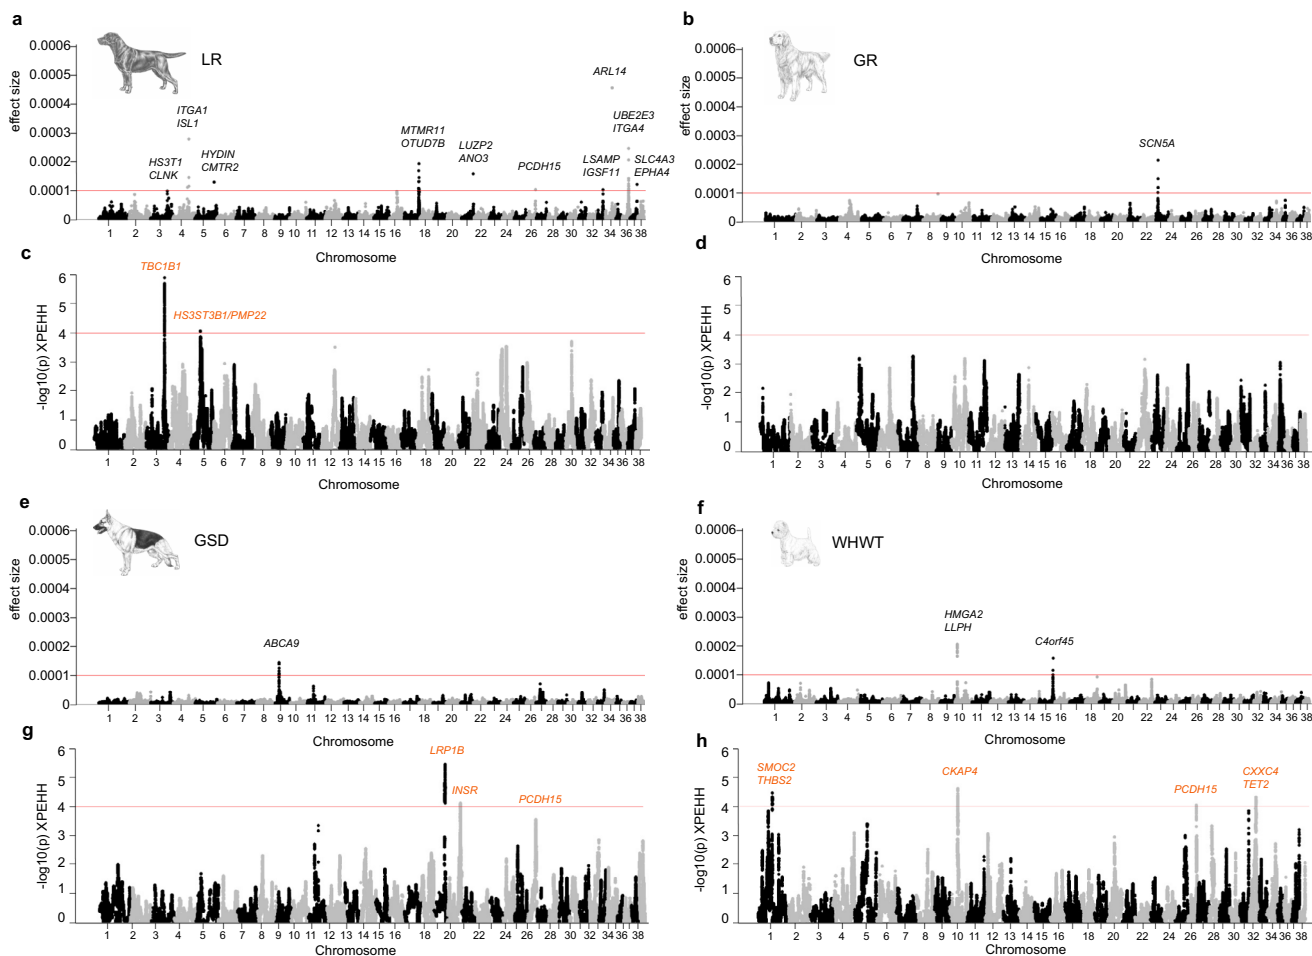 a
LR
effect size
0.0006
0.0005
0.0004
0.0003
0.0002
0.0001
0
HS3T1
CLNK
ITGA1
ISL1
HYDIN
CMTR2
MTMR11
OTUD7B
LUZP2
ANO3
PCDH15
ARL14
LSAMP
IGSF11
UBE2E3
ITGA4
SLC4A3
EPHA4
1 2 3 4 5 6 7 8 9 10 11 12 13 14 15 16 18 20 22 24 26 28 30 32 34 36 38
Chromosome
b
GR
effect size
0.0006
0.0005
0.0004
0.0003
0.0002
0.0001
0
SCN5A
1 2 3 4 5 6 7 8 9 10 11 12 13 14 15 16 18 20 22 24 26 28 30 32 34 36 38
Chromosome
c
-log10(p) XPEHH
6
5
4
3
2
1
0
TBC1B1
HS3ST3B1/PMP22
1 2 3 4 5 6 7 8 9 10 11 12 13 14 15 16 18 20 22 24 26 28 30 32 34 36 38
Chromosome
d
-log10(p) XPEHH
6
5
4
3
2
1
0
1 2 3 4 5 6 7 8 9 10 11 12 13 14 15 16 18 20 22 24 26 28 30 32 34 36 38
Chromosome
e
GSD
effect size
0.0006
0.0005
0.0004
0.0003
0.0002
0.0001
0
ABCA9
1 2 3 4 5 6 7 8 9 10 11 12 13 14 15 16 18 20 22 24 26 28 30 32 34 36 38
Chromosome
f
WHWT
effect size
0.0006
0.0005
0.0004
0.0003
0.0002
0.0001
0
HMGA2
LLPH
C4orf45
1 2 3 4 5 6 7 8 9 10 11 12 13 14 15 16 18 20 22 24 26 28 30 32 34 36 38
Chromosome
g
-log10(p) XPEHH
6
5
4
3
2
1
0
LRP1B
INSR
PCDH15
1 2 3 4 5 6 7 8 9 10 11 12 13 14 15 16 18 20 22 24 26 28 30 32 34 36 38
Chromosome
h
-log10(p) XPEHH
6
5
4
3
2
1
0
SMOC2
THBS2
CKAP4
PCDH15
CXXC4
TET2
1 2 3 4 5 6 7 8 9 10 11 12 13 14 15 16 18 20 22 24 26 28 30 32 34 36 38
Chromosome